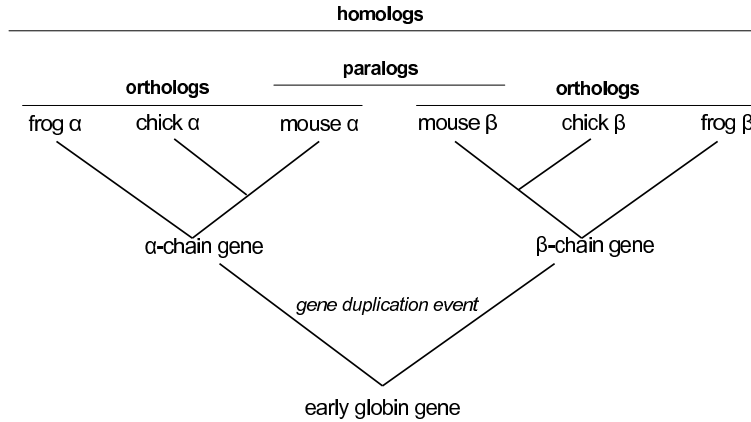 homologs
paralogs
orthologs orthologs
frog α chick α mouse α mouse β chick β frog β
α-chain gene β-chain gene
gene duplication event
early globin gene